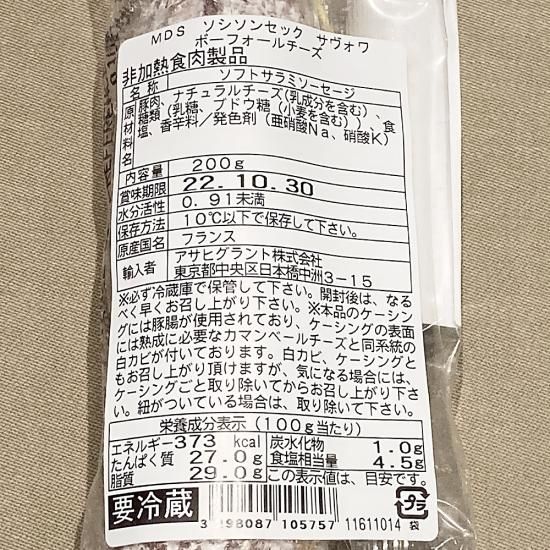 MDS ソシソンセック サヴォワ
ボーフォールチーズ
非加熱食肉製品
名称 ソフトサラミソーセージ
原材料名 豚肉、ナチュラルチーズ(乳成分を含む)、
糖類(乳糖、ブドウ糖(小麦を含む))、食
塩、香辛料／発色剤(亜硝酸Na、硝酸K)
内容量 200g
賞味期限 22.10.30
水分活性 0.91未満
保存方法 10℃以下で保存して下さい。
原産国名 フランス
輸入者 アサヒグラント株式会社
東京都中央区日本橋中洲3-15
※必ず冷蔵庫で保管して下さい。開封後は、なる
べく早くお召し上がり下さい。※本品のケーシン
グには豚腸が使用されており、ケーシングの表面
には熟成に必要なカマンベールチーズと同系統の
白カビが付いております。白カビ、ケーシングと
もお召し上がり頂けますが、気になる場合には、
ケーシングごと取り除いてからお召し上がり下さ
い。紐がついている場合は、取り除いて下さい。
栄養成分表示(100g当たり)
エネルギー373 kcal 炭水化物 1.0g
たんぱく質 27.0g 食塩相当量 4.5g
脂質 29.0g この表示値は、目安です。
要冷蔵
3 298087 105757 11611014 袋
プラ